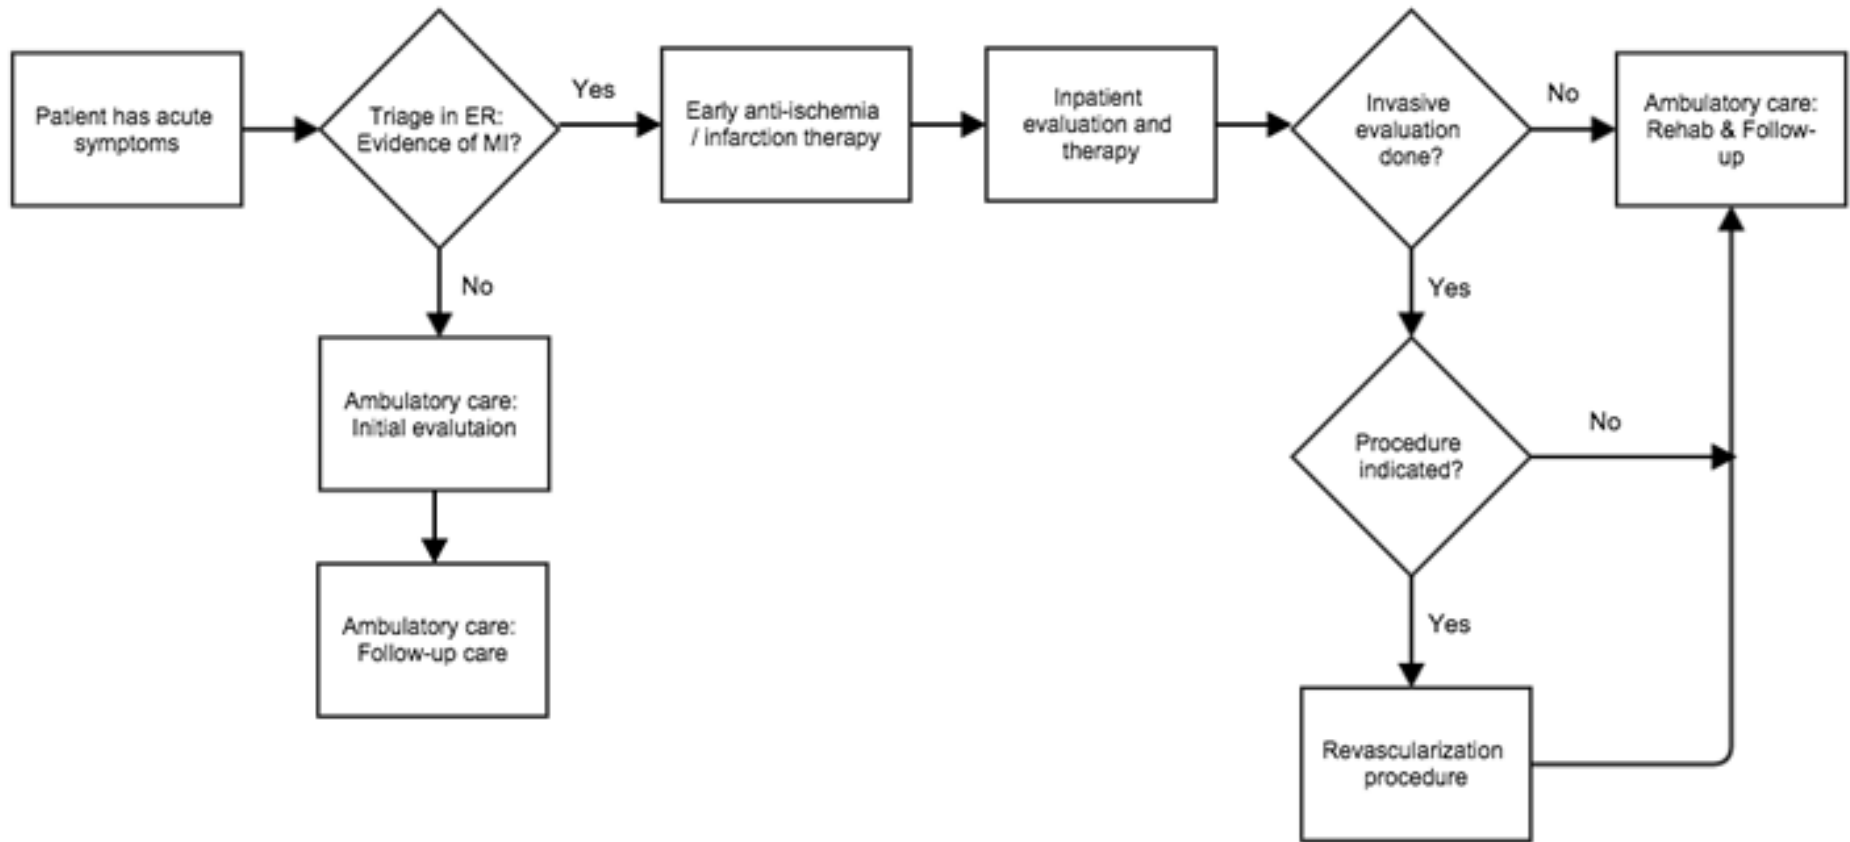 Patient has acute
symptoms
Triage in ER:
Evidence of MI?
Yes
Early anti-ischemia
/ infarction therapy
Inpatient
evaluation and
therapy
Invasive
evaluation
done?
No
Ambulatory care:
Rehab & Follow-
up
No
Yes
Ambulatory care:
Initial evalutaion
Procedure
indicated?
No
Ambulatory care:
Follow-up care
Yes
Revascularization
procedure